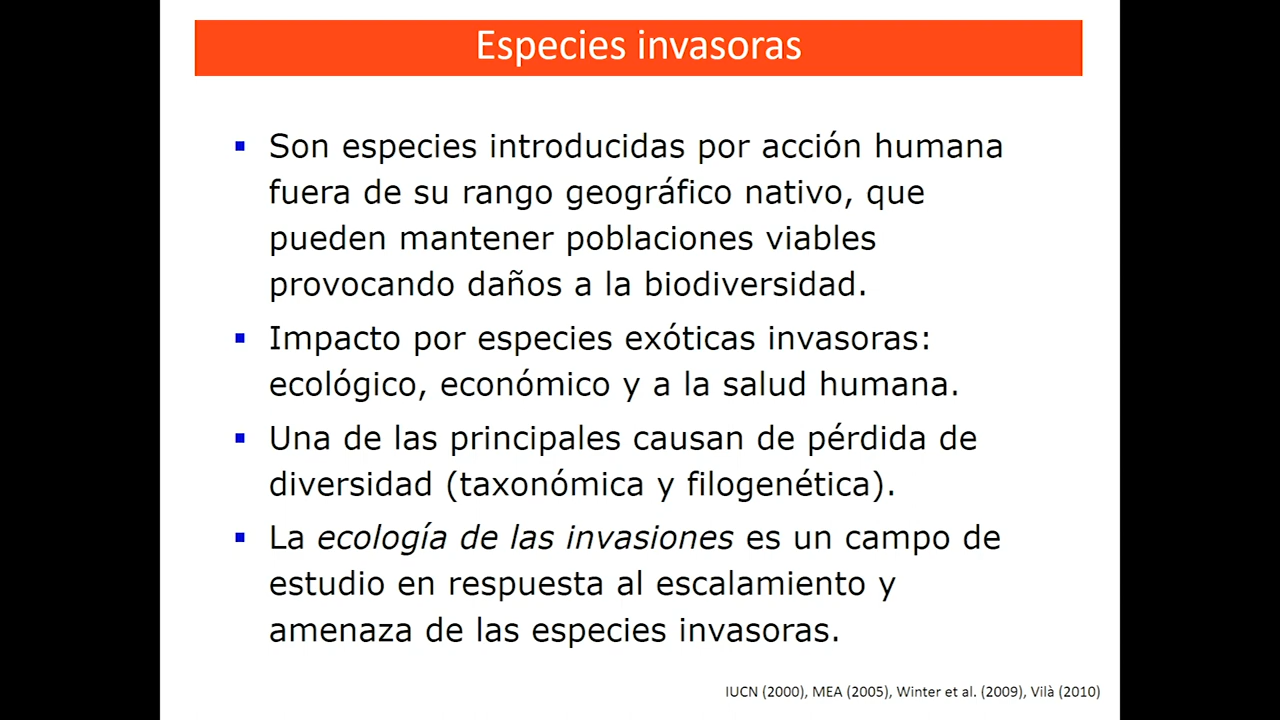 Especies invasoras
▪ Son especies introducidas por acción humana
fuera de su rango geográfico nativo, que
pueden mantener poblaciones viables
provocando daños a la biodiversidad.
▪ Impacto por especies exóticas invasoras:
ecológico, económico y a la salud humana.
▪ Una de las principales causan de pérdida de
diversidad (taxonómica y filogenética).
▪ La ecología de las invasiones es un campo de
estudio en respuesta al escalamiento y
amenaza de las especies invasoras.
IUCN (2000), MEA (2005), Winter et al. (2009), Vilà (2010)